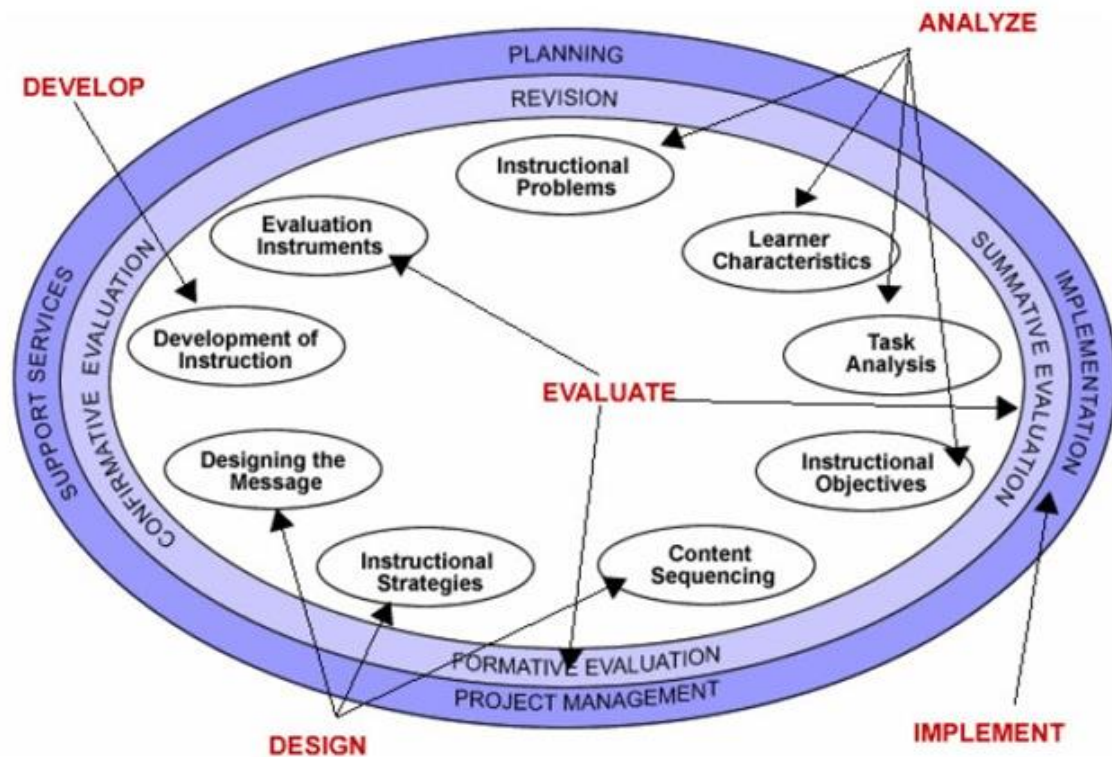 ANALYZE
PLANNING
DEVELOP
REVISION
Instructional
Problems
Evaluation
Instruments
Learner
Characteristics
SUPPORT SERVICES
CONFIRMATIVE EVALUATION
SUMMATIVE EVALUATION
IMPLEMENTATION
Development of
Instruction
Task
Analysis
EVALUATE
Designing the
Message
Instructional
Objectives
Instructional
Strategies
Content
Sequencing
FORMATIVE EVALUATION
PROJECT MANAGEMENT
DESIGN
IMPLEMENT